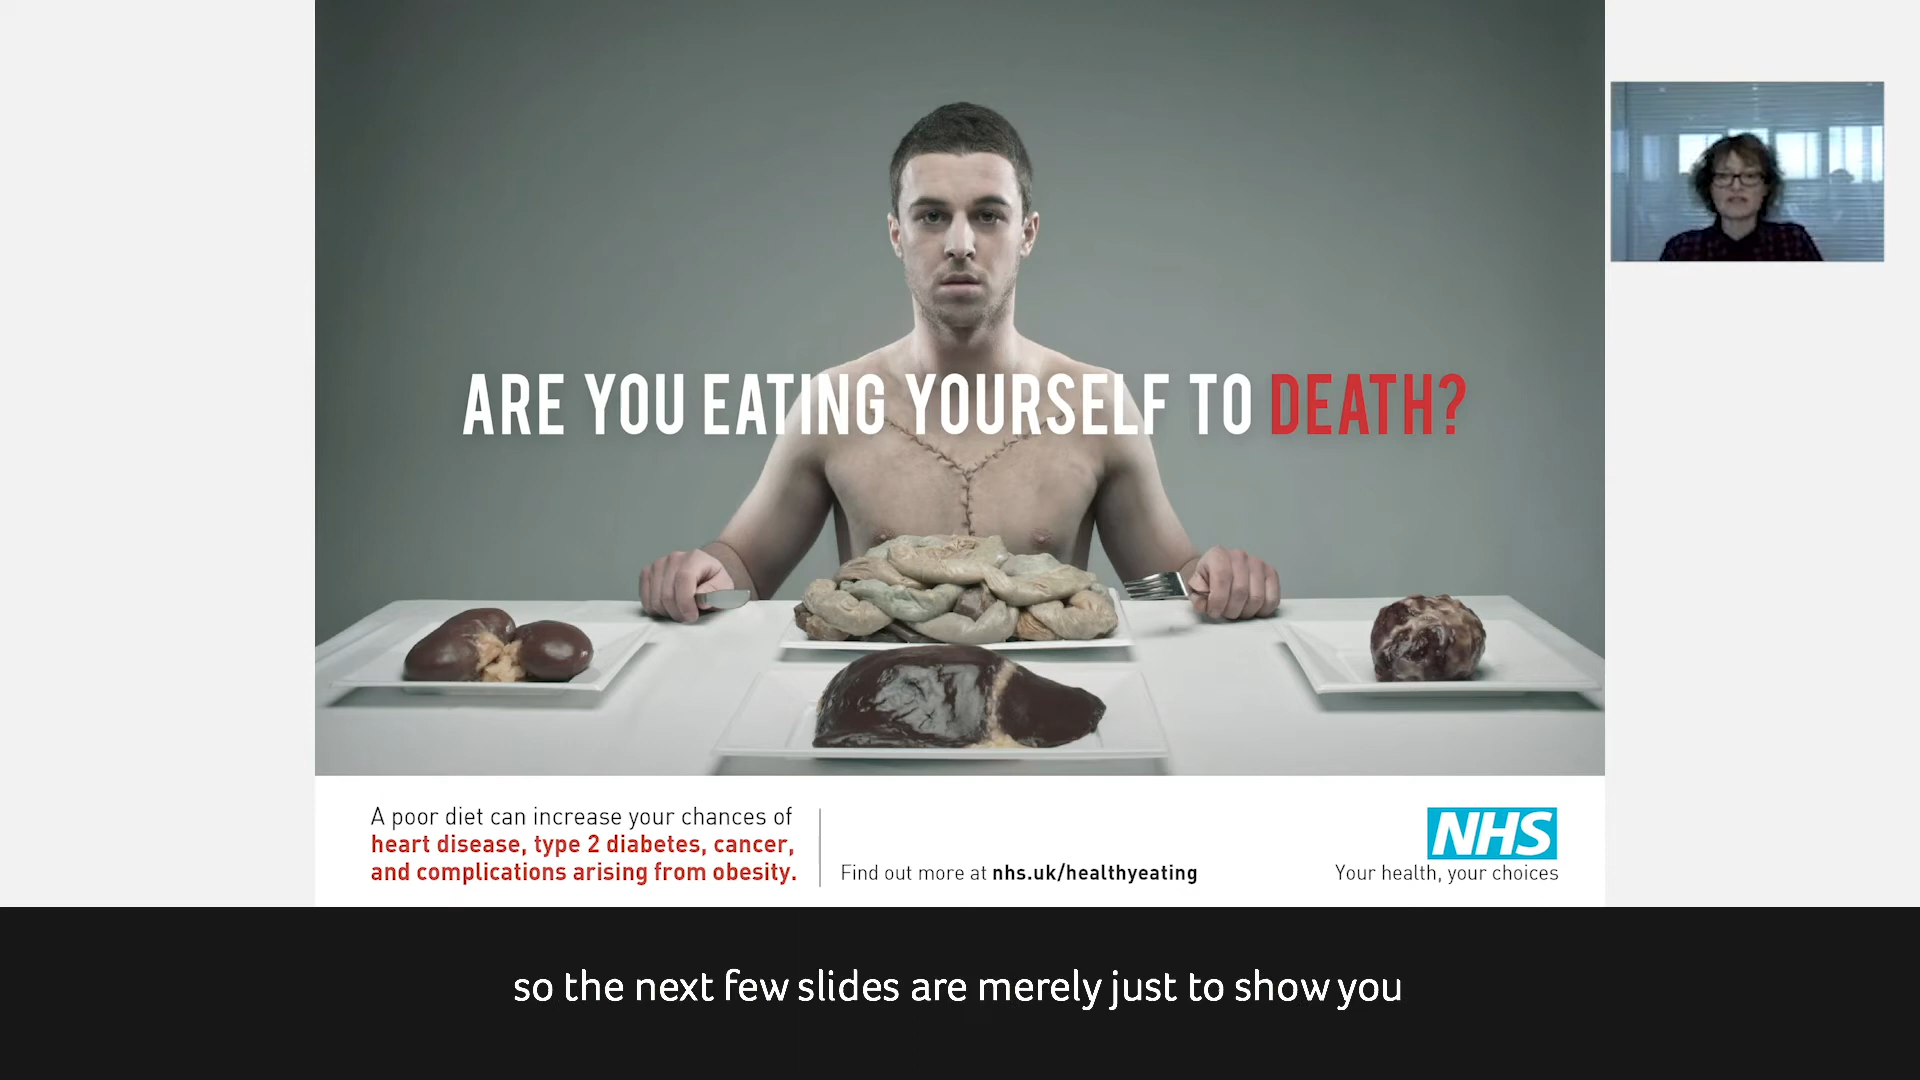 ARE YOU EATING YOURSELF TO DEATH?
A poor diet can increase your chances of
heart disease, type 2 diabetes, cancer,
and complications arising from obesity.
Find out more at nhs.uk/healthyeating
NHS
Your health, your choices
so the next few slides are merely just to show you